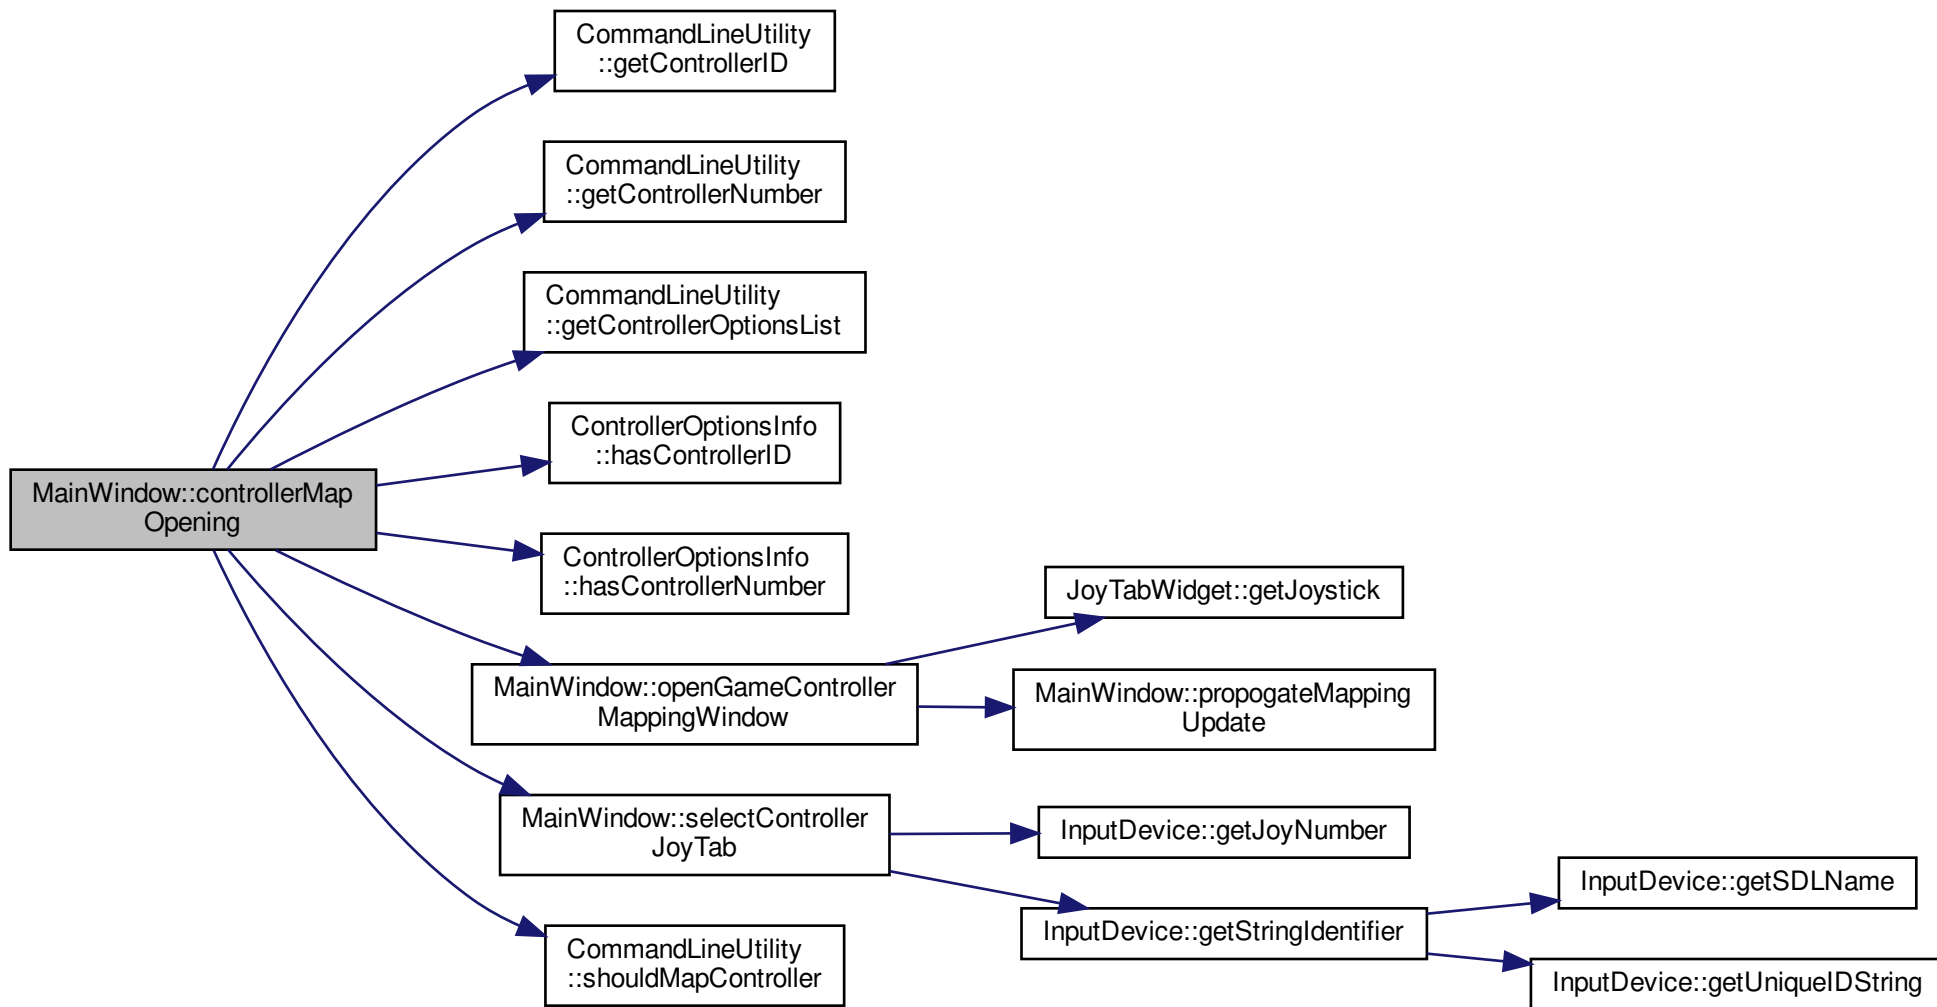 CommandLineUtility
::getControllerID
CommandLineUtility
::getControllerNumber
CommandLineUtility
::getControllerOptionsList
ControllerOptionsInfo
::hasControllerID
MainWindow::controllerMap
Opening
ControllerOptionsInfo
::hasControllerNumber
JoyTabWidget::getJoystick
MainWindow::openGameController
MappingWindow
MainWindow::propogateMapping
Update
MainWindow::selectController
JoyTab
InputDevice::getJoyNumber
InputDevice::getSDLName
InputDevice::getStringIdentifier
CommandLineUtility
::shouldMapController
InputDevice::getUniqueIDString